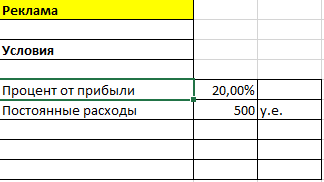 Реклама
Условия
Процент от прибыли 20,00%
Постоянные расходы 500 у.е.